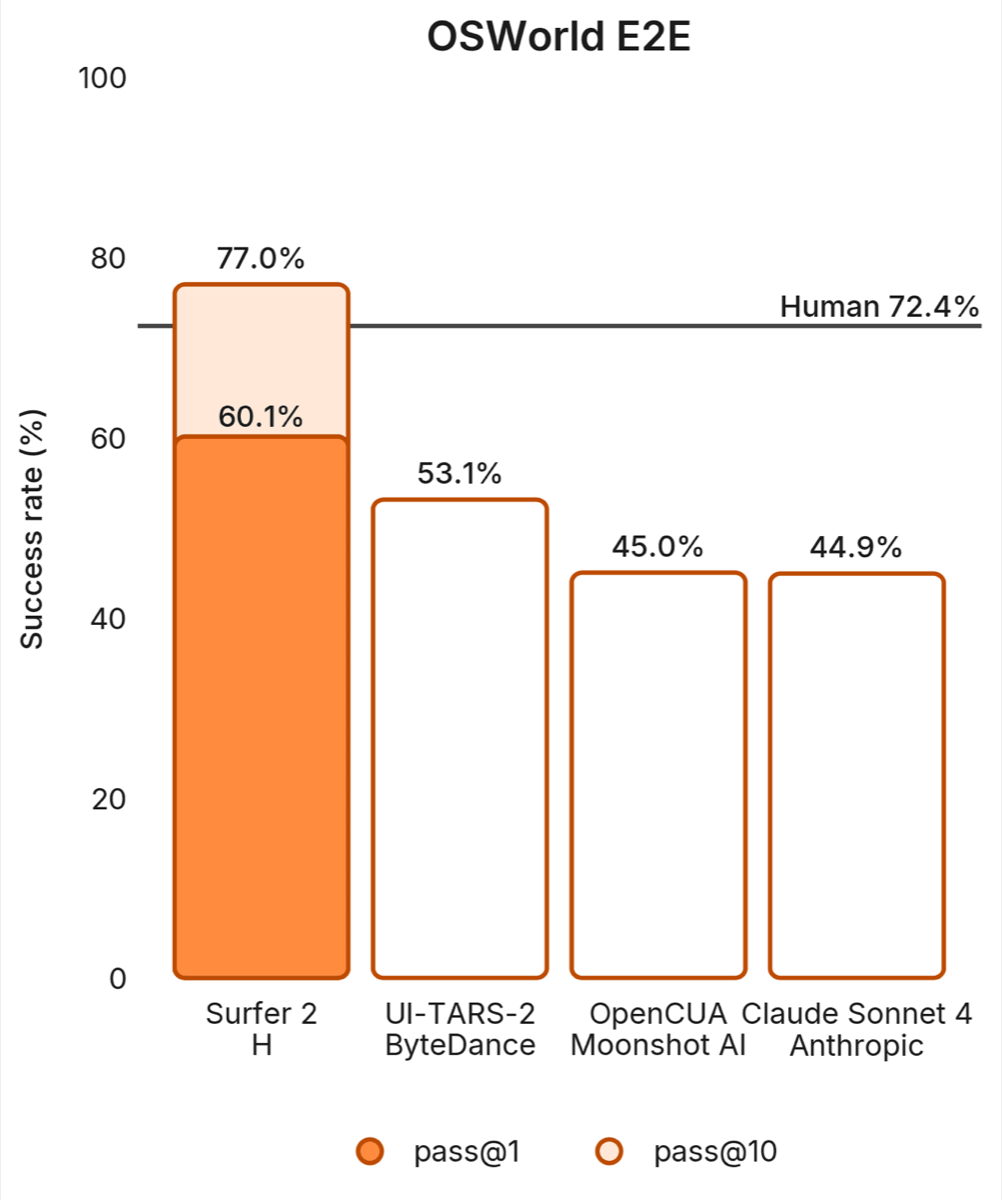 OSWorld E2E
100
80
60
40
20
0
Success rate (%)
77.0%
60.1%
53.1%
45.0%
44.9%
Human 72.4%
Surfer 2
H
UI-TARS-2
ByteDance
OpenCUA
Moonshot AI
Claude Sonnet 4
Anthropic
pass@1
pass@10